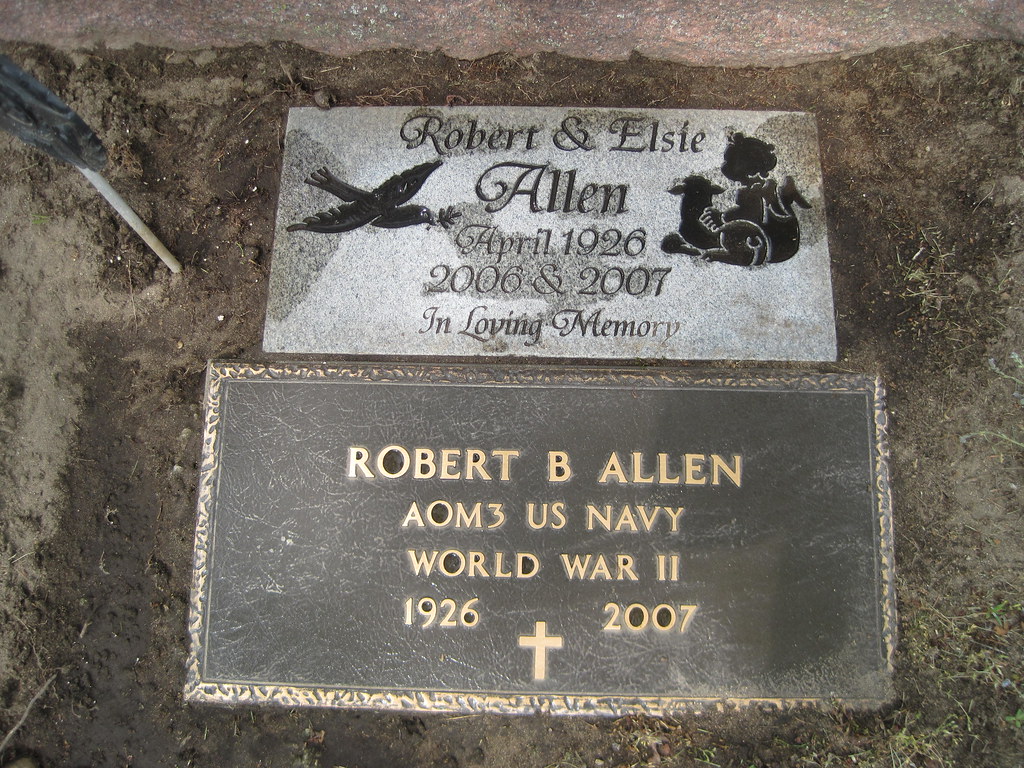 Robert & Elsie
Allen
April 1926
2006 & 2007
In Loving Memory
ROBERT B ALLEN
AOM3 US NAVY
WORLD WAR II
1926 2007